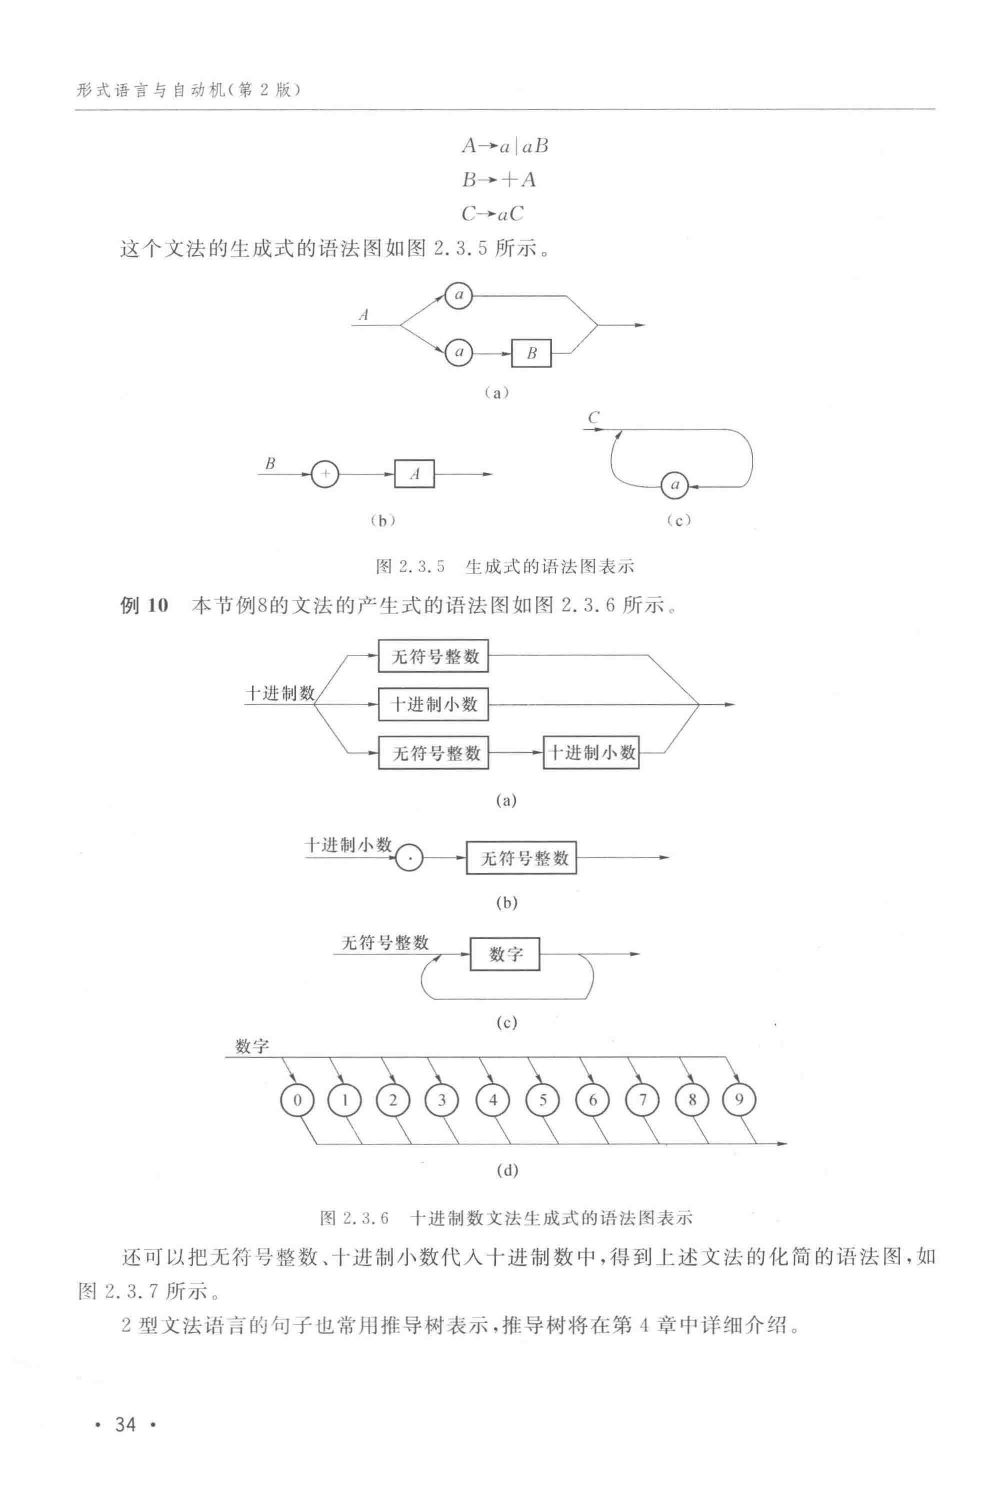 形式语言与自动机(第2版)
A→a|aB
B→+A
C→aC
这个文法的生成式的语法图如图 2.3.5 所示。
A
a
a
B
(a)
C
B
+
A
a
(b)
(c)
图 2.3.5 生成式的语法图表示
例 10 本节例8的文法的产生式的语法图如图 2.3.6 所示。
无符号整数
十进制数
十进制小数
无符号整数
十进制小数
(a)
十进制小数
·
无符号整数
(b)
无符号整数
数字
(c)
数字
0 1 2 3 4 5 6 7 8 9
(d)
图 2.3.6 十进制数文法生成式的语法图表示
还可以把无符号整数、十进制小数代入十进制数中,得到上述文法的化简的语法图,如
图 2.3.7 所示。
2 型文法语言的句子也常用推导树表示,推导树将在第 4 章中详细介绍。
· 34 ·